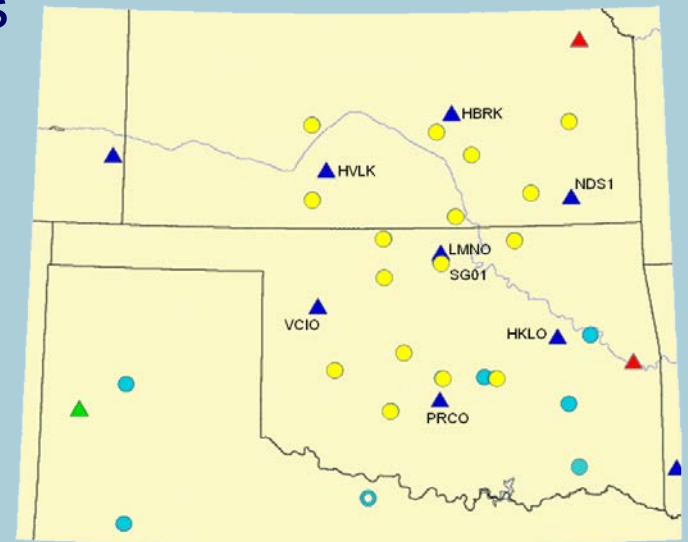 s
HBRK
HVLK
NDS1
LMNO
SG01
VCIO
HKLO
PRCO